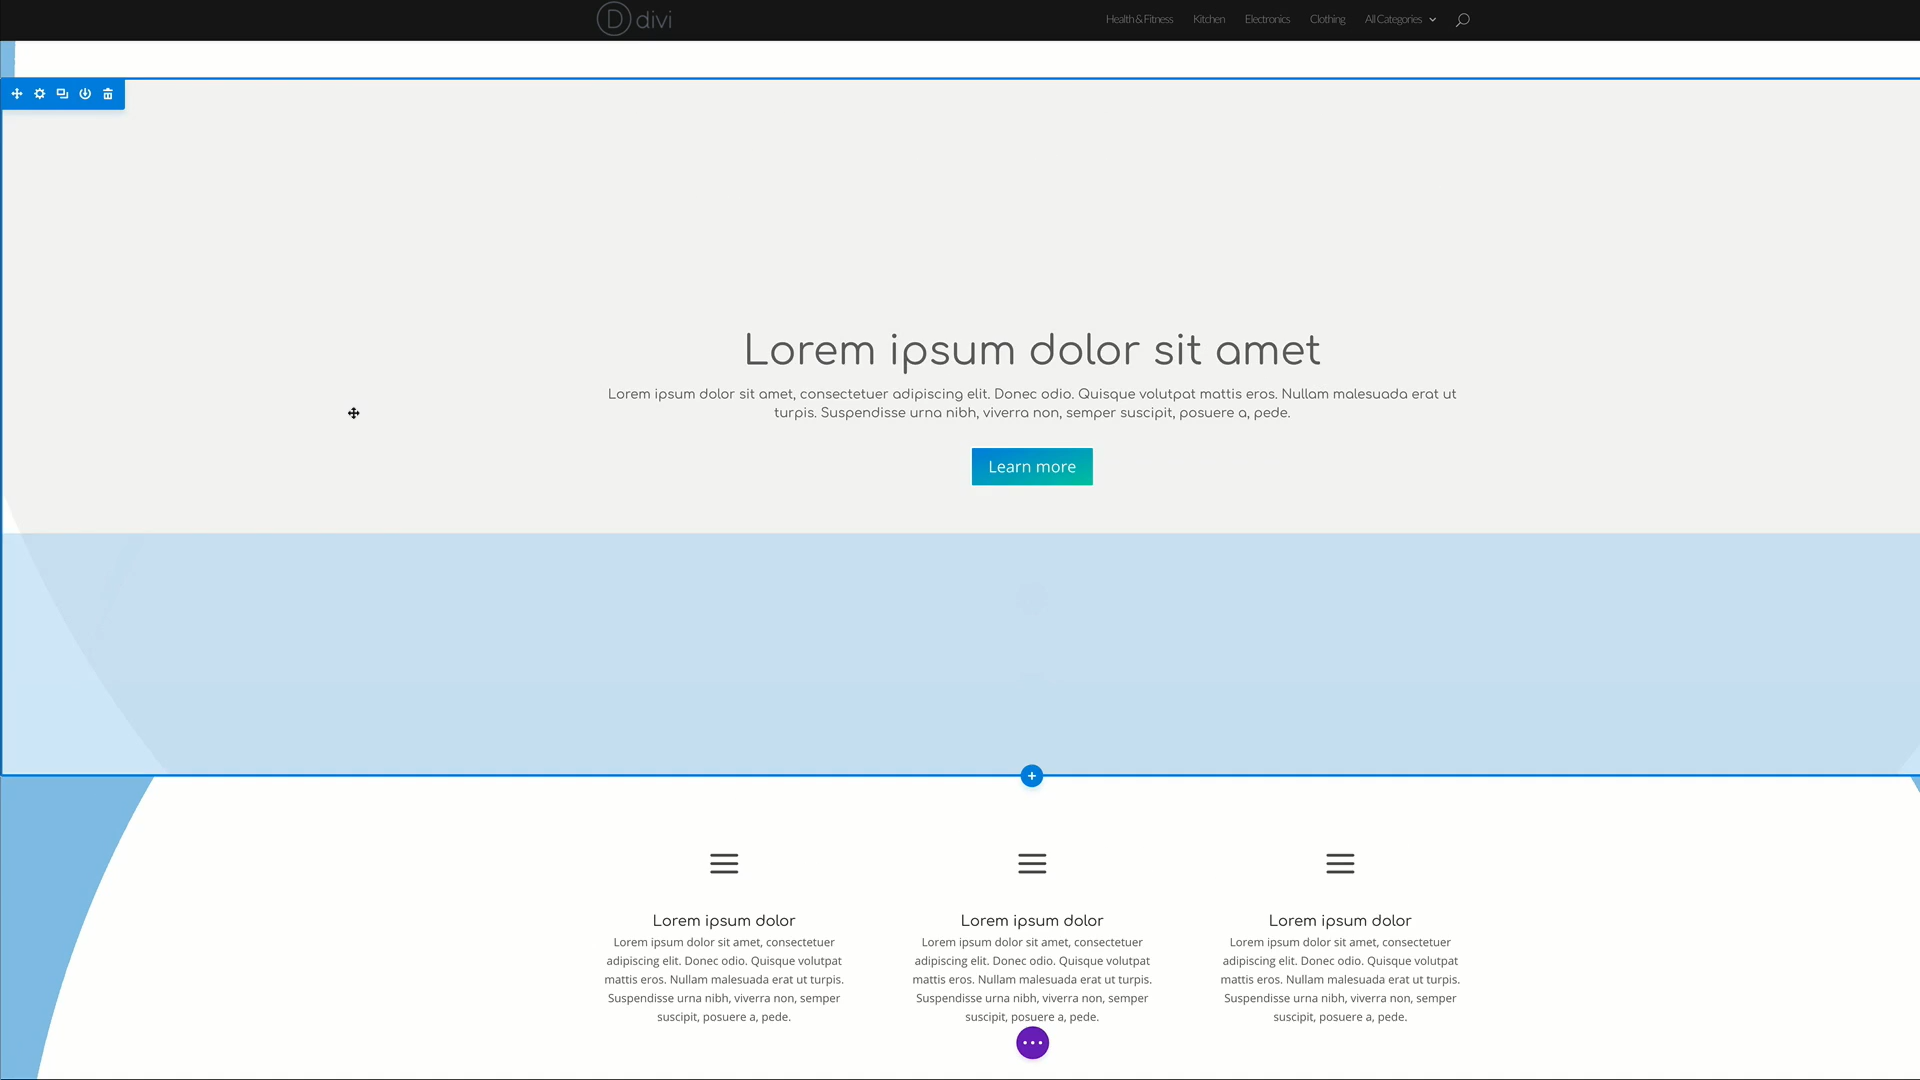 D divi
Health & Fitness Kitchen Electronics Clothing All Categories
Lorem ipsum dolor sit amet
Lorem ipsum dolor sit amet, consectetuer adipiscing elit. Donec odio. Quisque volutpat mattis eros. Nullam malesuada erat ut
turpis. Suspendisse urna nibh, viverra non, semper suscipit, posuere a, pede.
Learn more
Lorem ipsum dolor
Lorem ipsum dolor sit amet, consectetuer
adipiscing elit. Donec odio. Quisque volutpat
mattis eros. Nullam malesuada erat ut turpis.
Suspendisse urna nibh, viverra non, semper
suscipit, posuere a, pede.
Lorem ipsum dolor
Lorem ipsum dolor sit amet, consectetuer
adipiscing elit. Donec odio. Quisque volutpat
mattis eros. Nullam malesuada erat ut turpis.
Suspendisse urna nibh, viverra non, semper
suscipit, posuere a, pede.
Lorem ipsum dolor
Lorem ipsum dolor sit amet, consectetuer
adipiscing elit. Donec odio. Quisque volutpat
mattis eros. Nullam malesuada erat ut turpis.
Suspendisse urna nibh, viverra non, semper
suscipit, posuere a, pede.